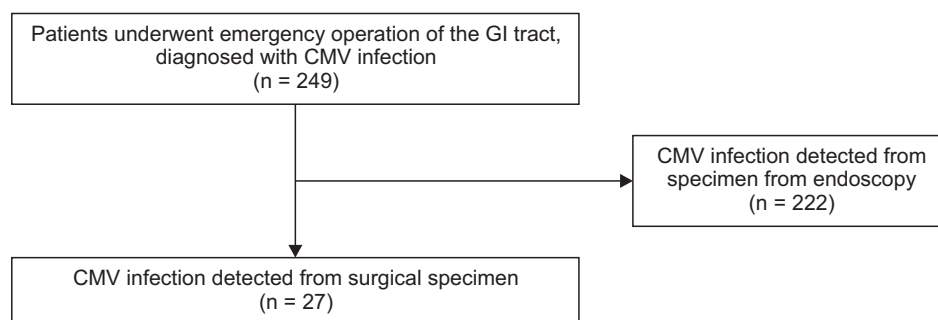 Patients underwent emergency operation of the GI tract,
diagnosed with CMV infection
(n = 249)
CMV infection detected from
specimen from endoscopy
(n = 222)
CMV infection detected from surgical specimen
(n = 27)